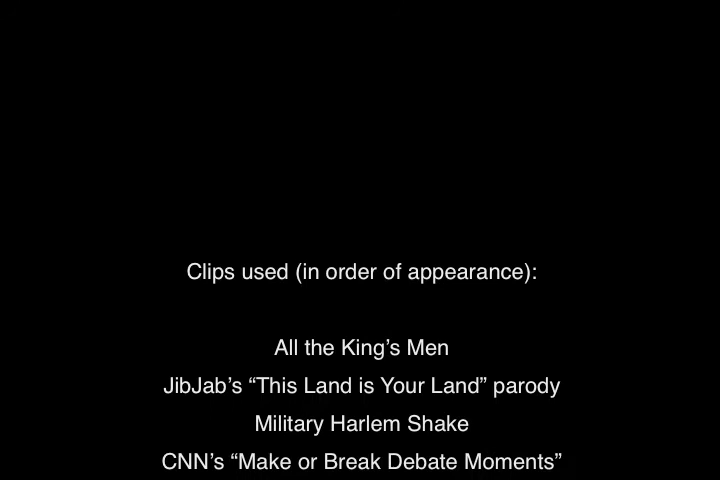 Clips used (in order of appearance):
All the King’s Men
JibJab’s “This Land is Your Land” parody
Military Harlem Shake
CNN’s “Make or Break Debate Moments”